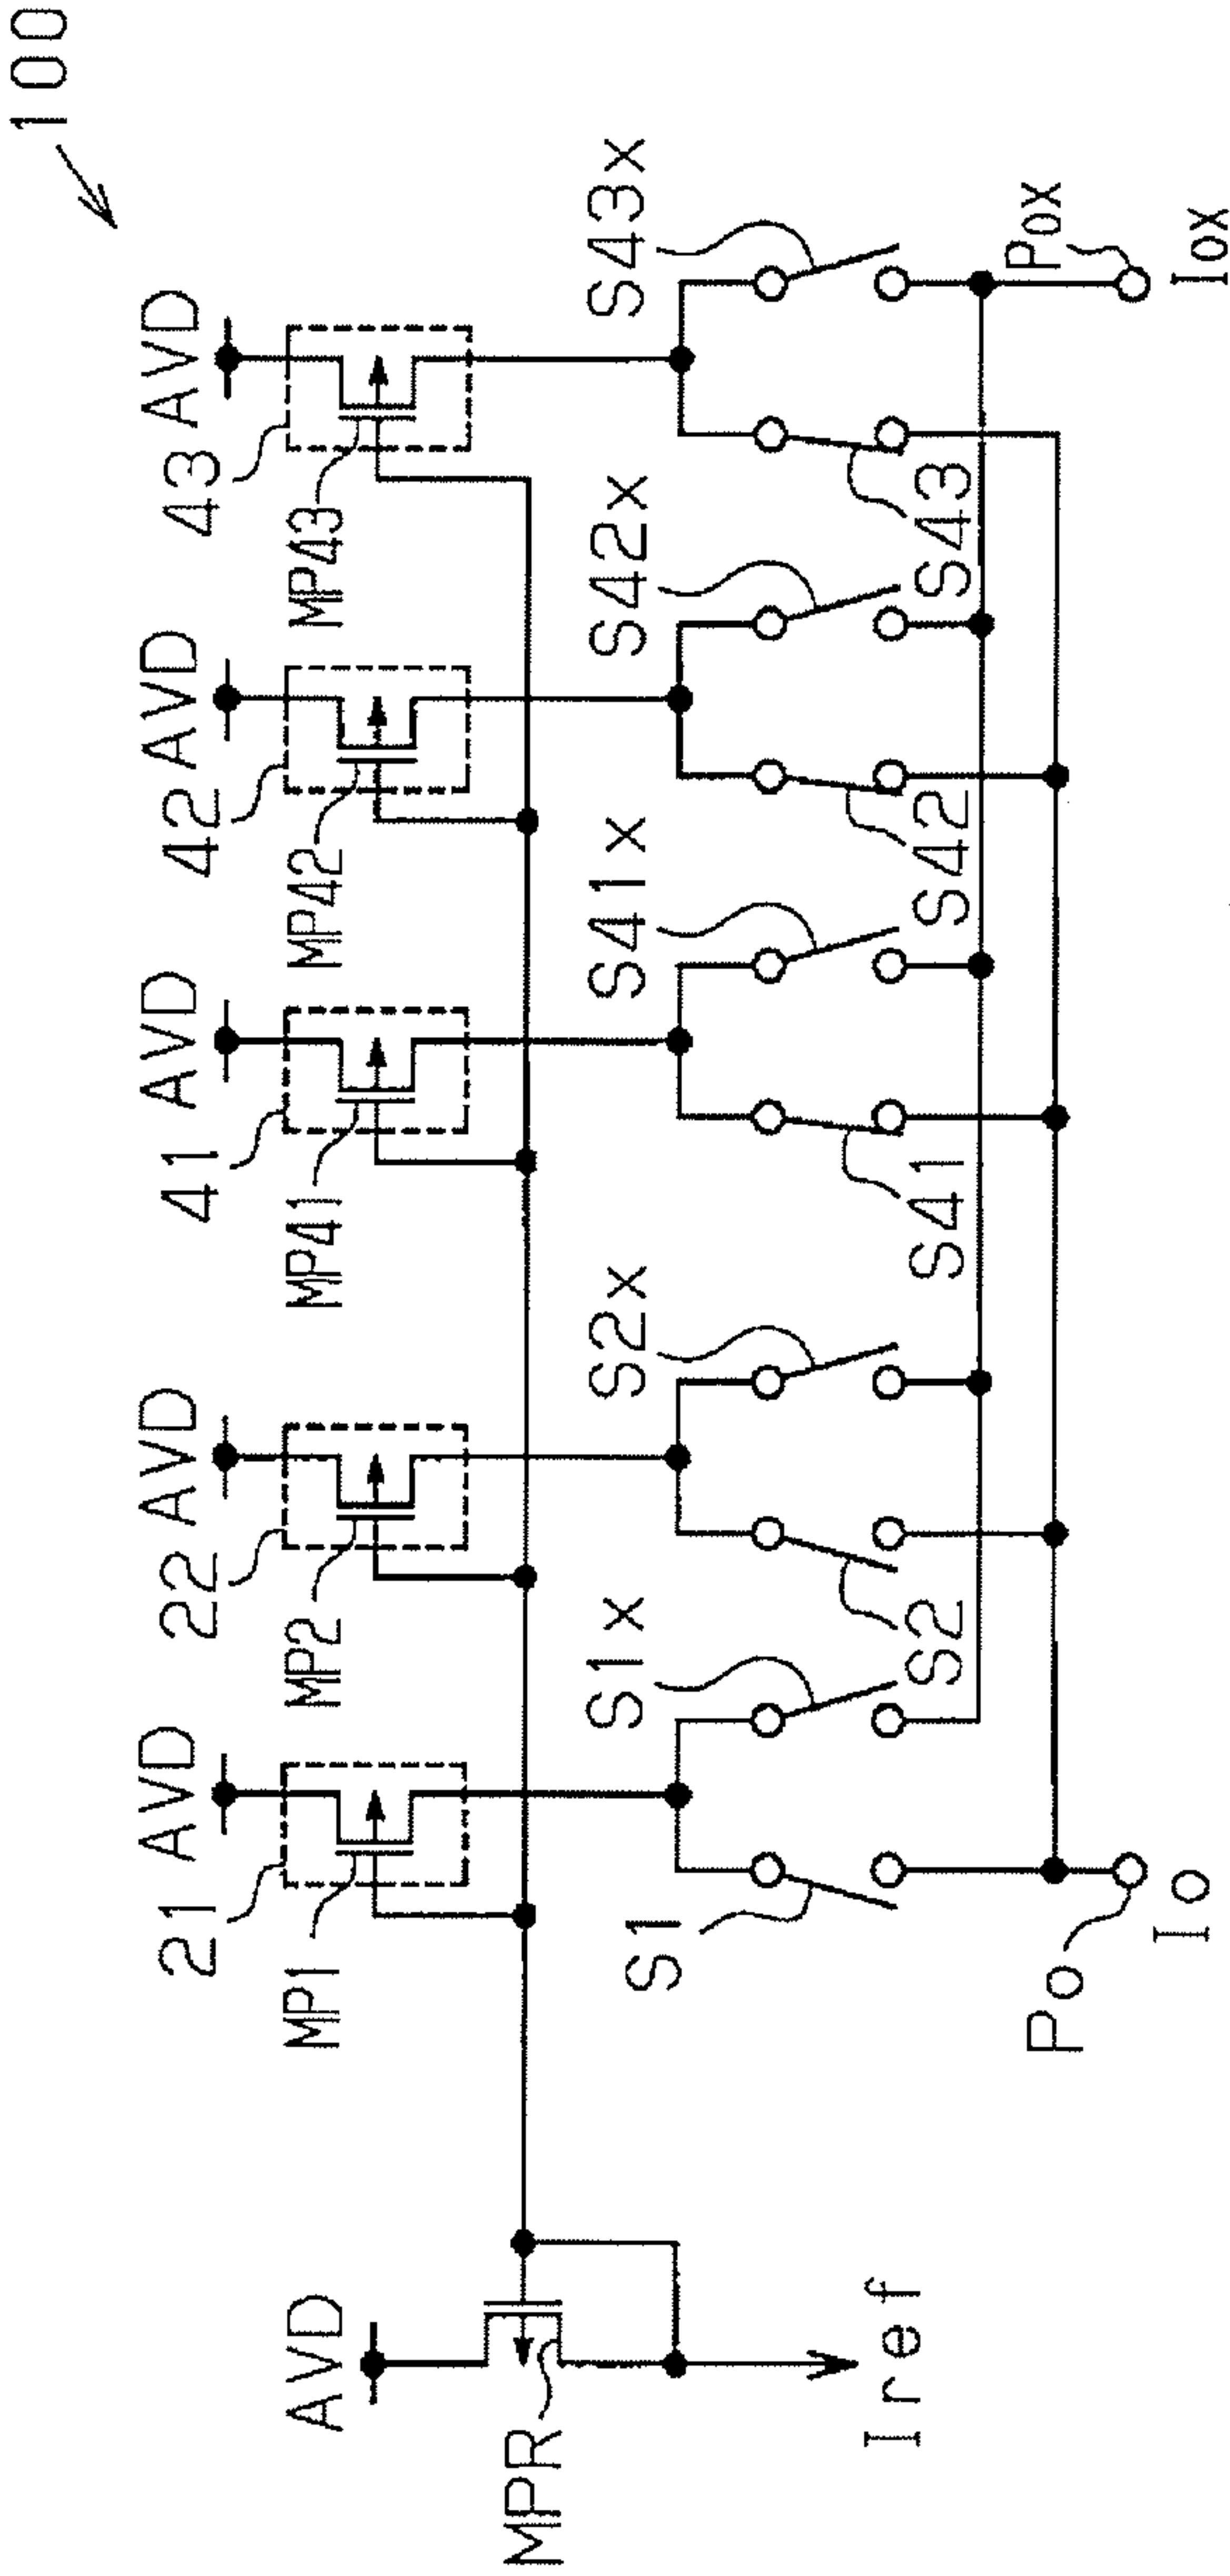 100
AVD
AVD
AVD
AVD
AVD
AVD
21
22
41
42
43
MP1
MP2
MP41
MP42
MP43
MPR
Iref
S1
S1x
S2
S2x
S41
S41x
S42
S42x
S43
S43x
PO
IO
POX
IOX